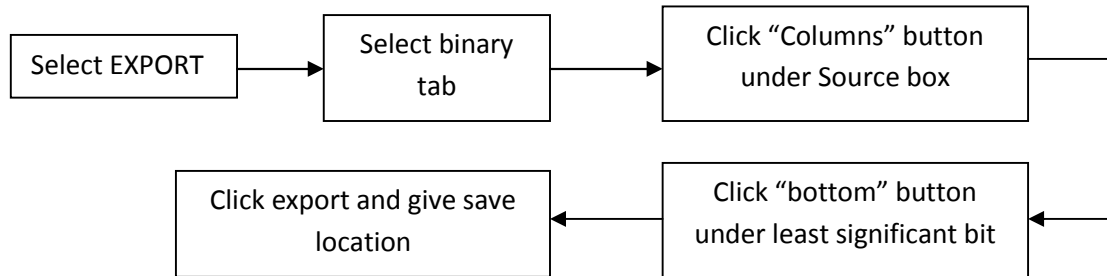 Select EXPORT
Select binary
tab
Click “Columns” button
under Source box
Click “bottom” button
under least significant bit
Click export and give save
location